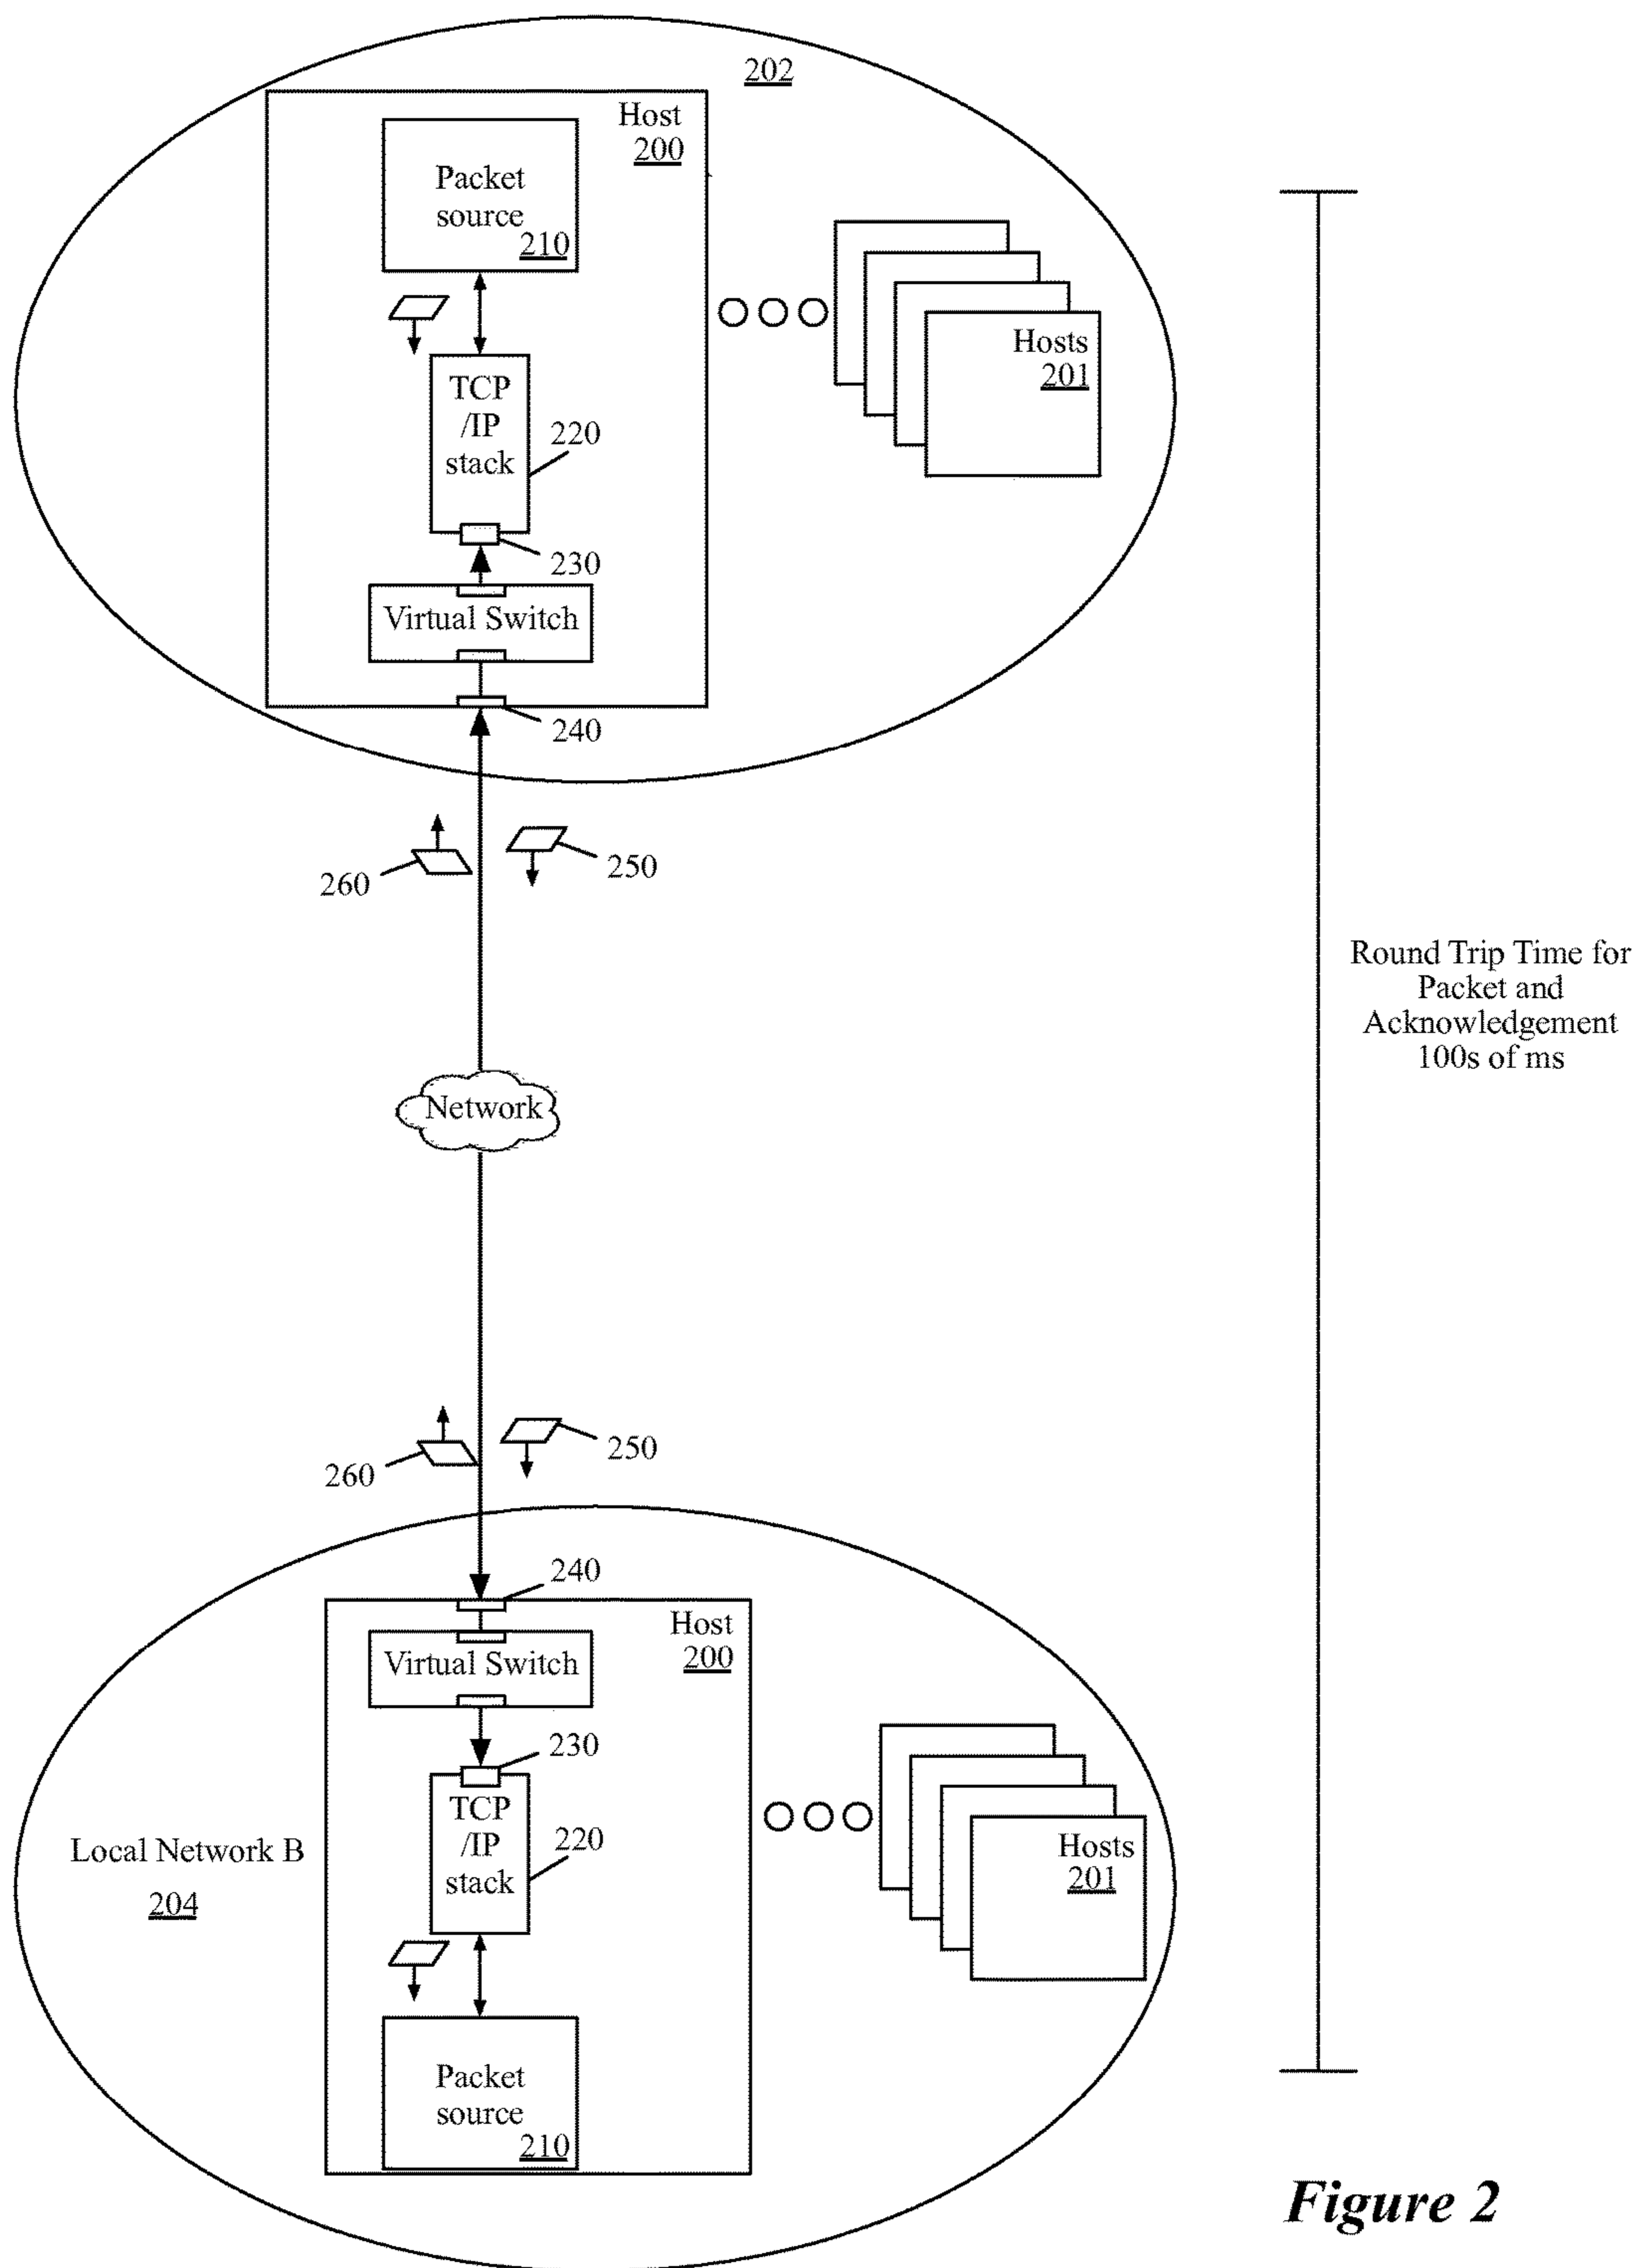 202
Host
200
Packet
source
210
Hosts
201
TCP
/IP
stack
220
230
Virtual Switch
240
260
250
Round Trip Time for
Packet and
Acknowledgement
100s of ms
Network
260
250
240
Host
200
Virtual Switch
230
TCP
/IP
stack
220
Hosts
201
Local Network B
204
Packet
source
210
Figure 2